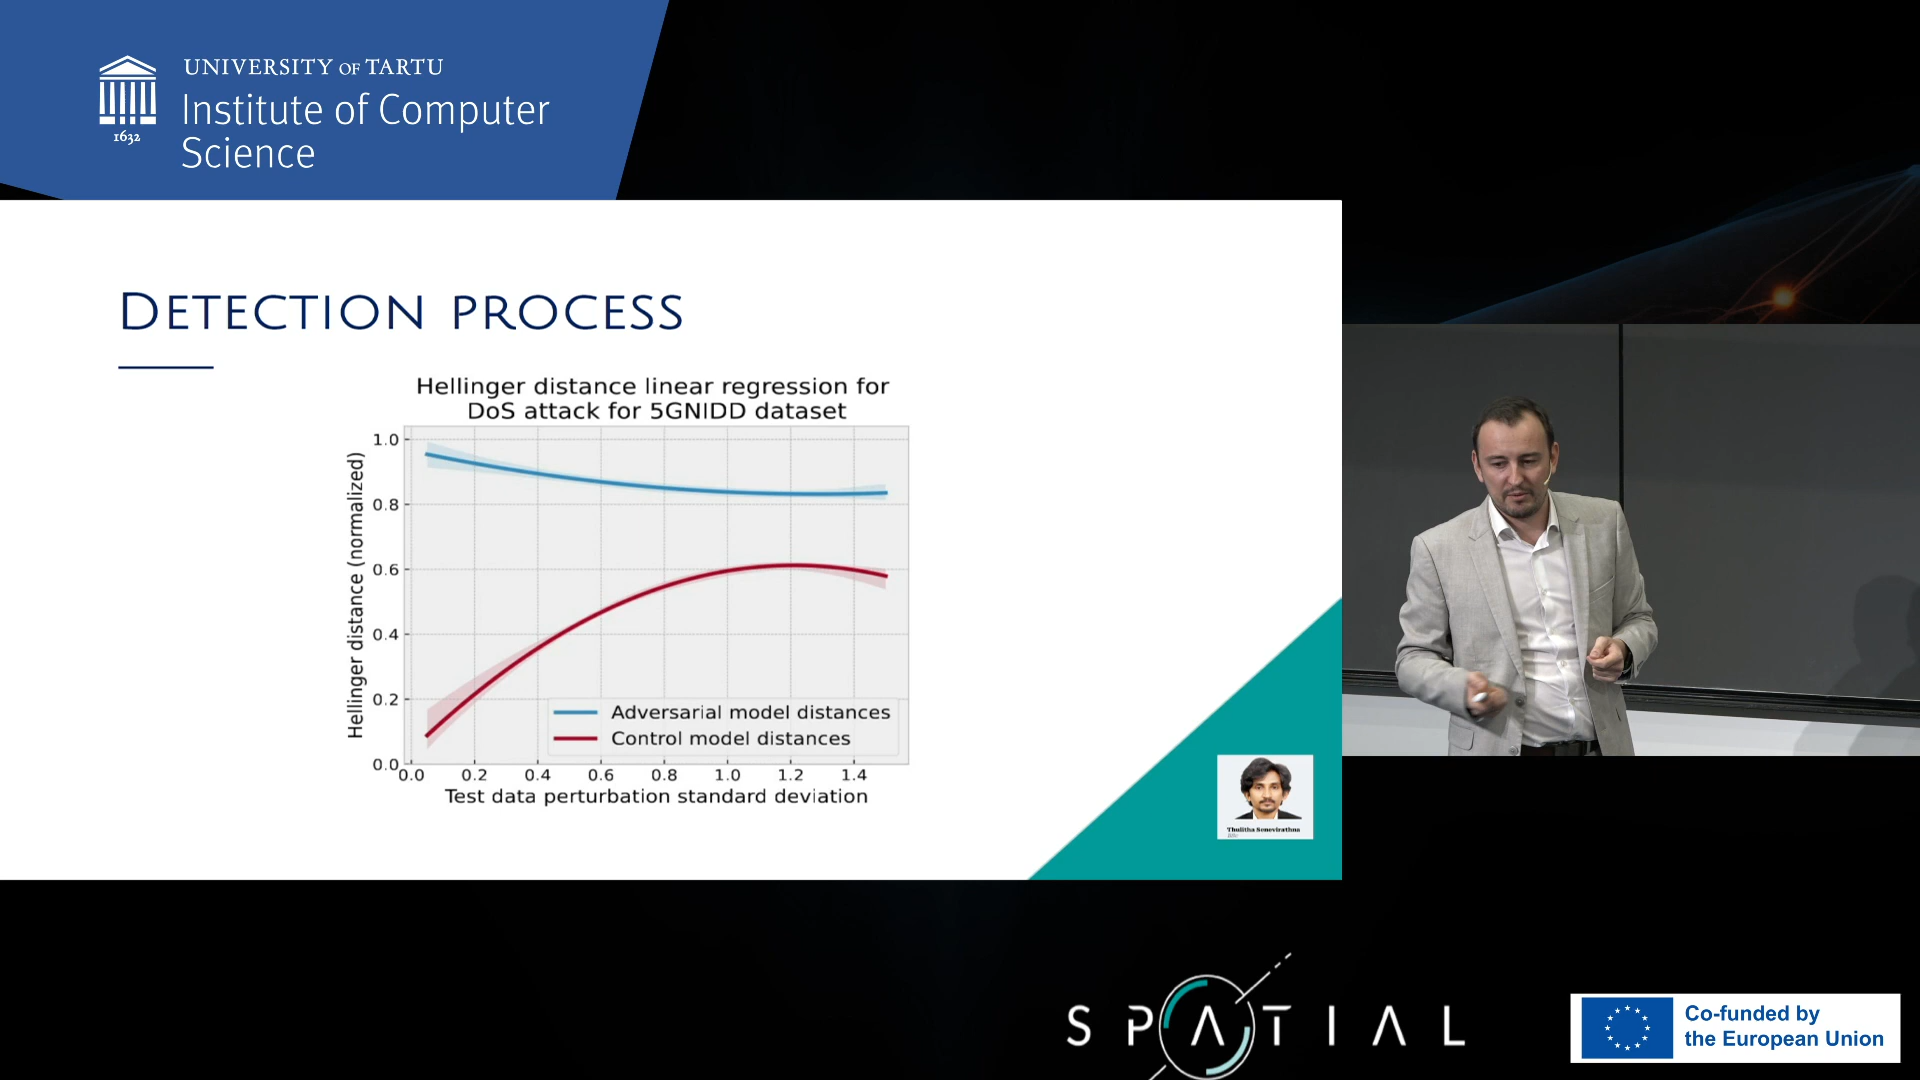 UNIVERSITY OF TARTU
Institute of Computer
Science
1632
DETECTION PROCESS
Hellinger distance linear regression for
DoS attack for 5GNIDD dataset
Hellinger distance (normalized)
1.0
0.8
0.6
0.4
0.2
0.0
Adversarial model distances
Control model distances
0.0 0.2 0.4 0.6 0.8 1.0 1.2 1.4
Test data perturbation standard deviation
Thulitha Senevirathna
SPATIAL
Co-funded by
the European Union